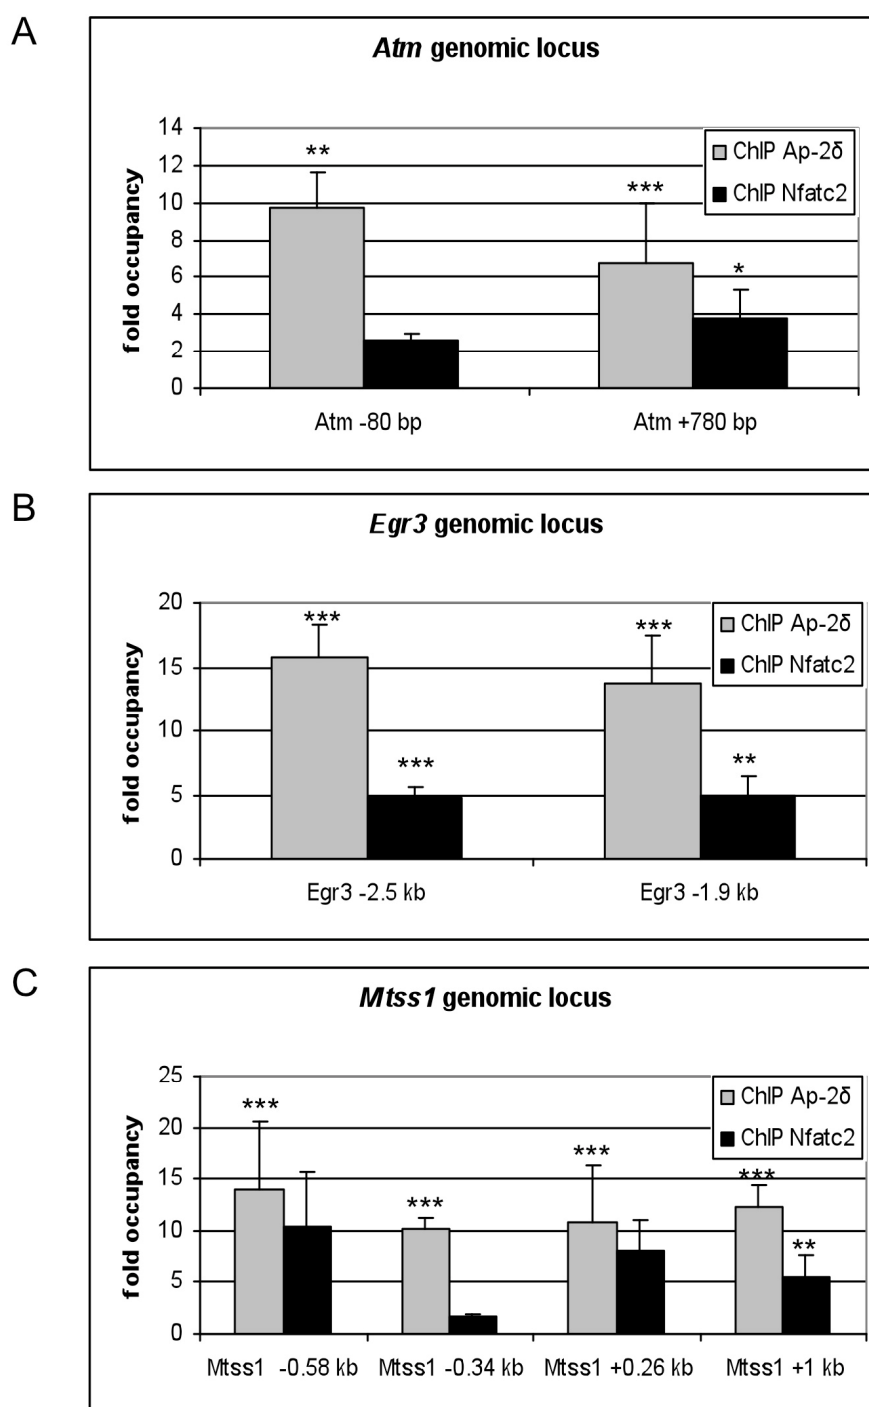 A
Atm genomic locus
14
12
10
8
6
4
2
0
fold occupancy
**
***
*
ChIP Ap-2δ
ChIP Nfatc2
Atm -80 bp
Atm +780 bp
B
Egr3 genomic locus
20
15
10
5
0
fold occupancy
***
***
***
**
ChIP Ap-2δ
ChIP Nfatc2
Egr3 -2.5 kb
Egr3 -1.9 kb
C
Mtss1 genomic locus
25
20
15
10
5
0
fold occupancy
***
***
***
***
**
ChIP Ap-2δ
ChIP Nfatc2
Mtss1 -0.58 kb
Mtss1 -0.34 kb
Mtss1 +0.26 kb
Mtss1 +1 kb